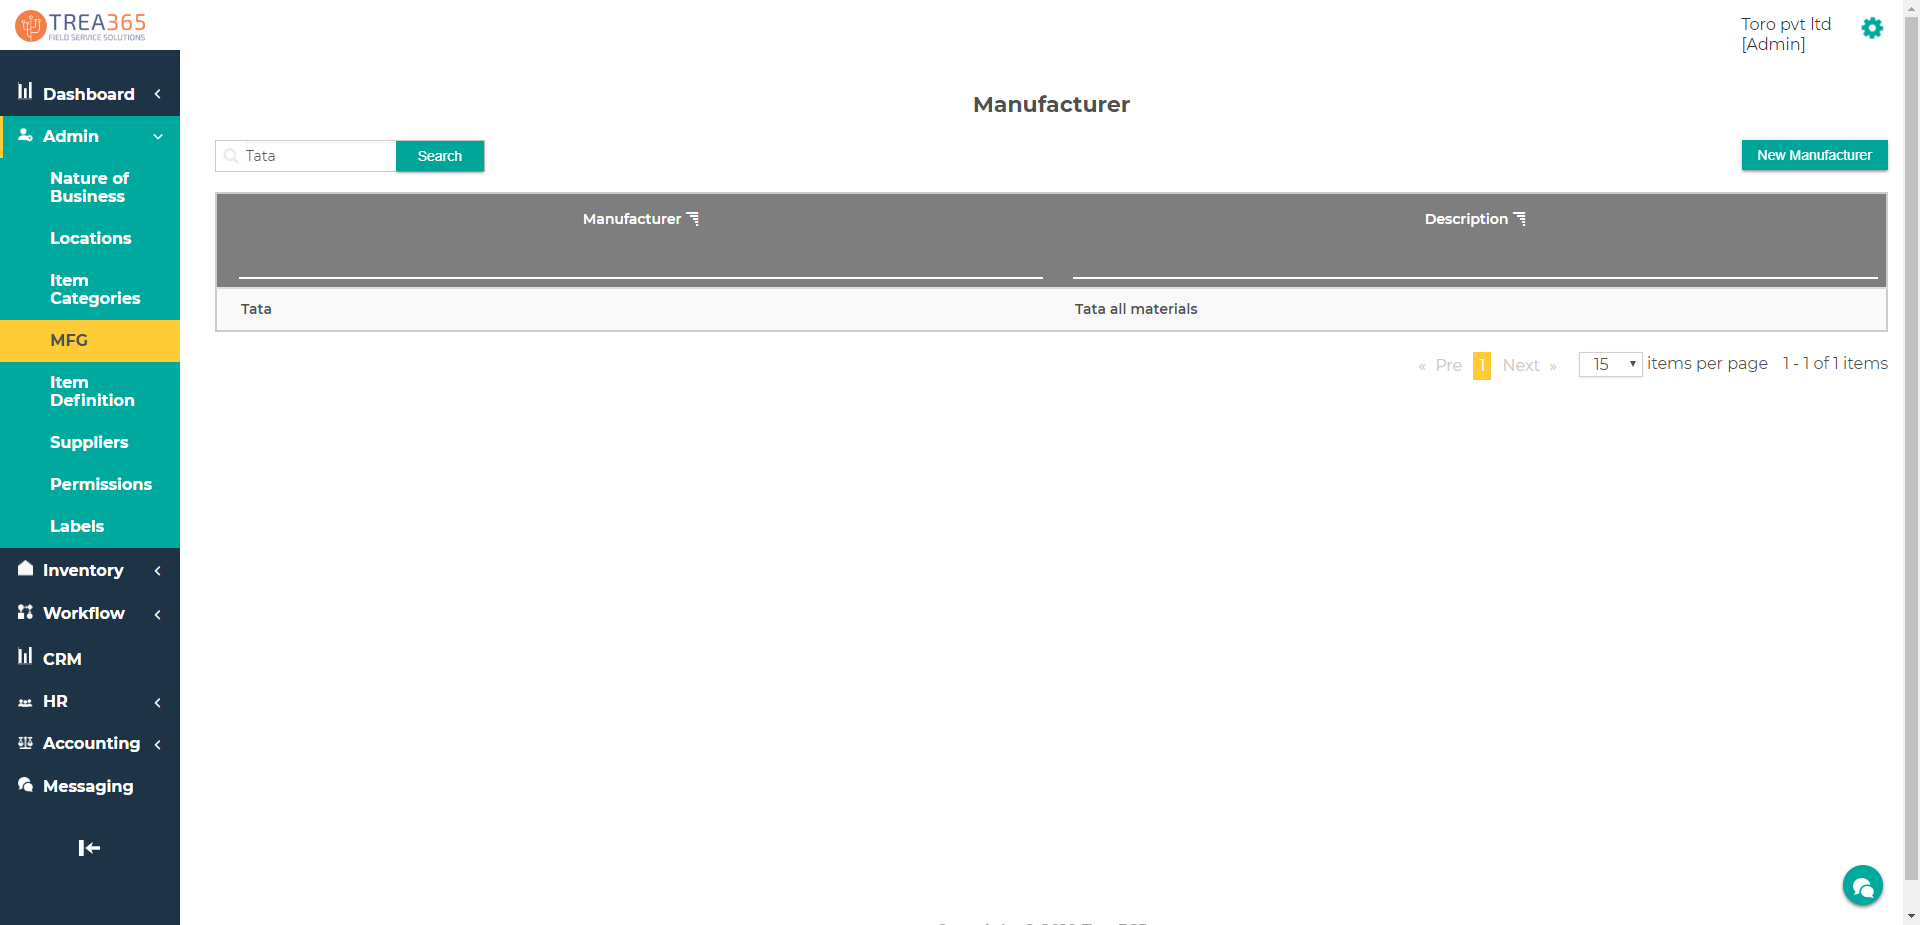 TREA365
FIELD SERVICE SOLUTIONS
Toro pvt ltd
[Admin]
Dashboard
Admin
Nature of
Business
Locations
Item
Categories
MFG
Item
Definition
Suppliers
Permissions
Labels
Inventory
Workflow
CRM
HR
Accounting
Messaging
Manufacturer
Tata
Search
New Manufacturer
Manufacturer
Description
Tata
Tata all materials
« Pre 1 Next » 15 items per page 1 - 1 of 1 items